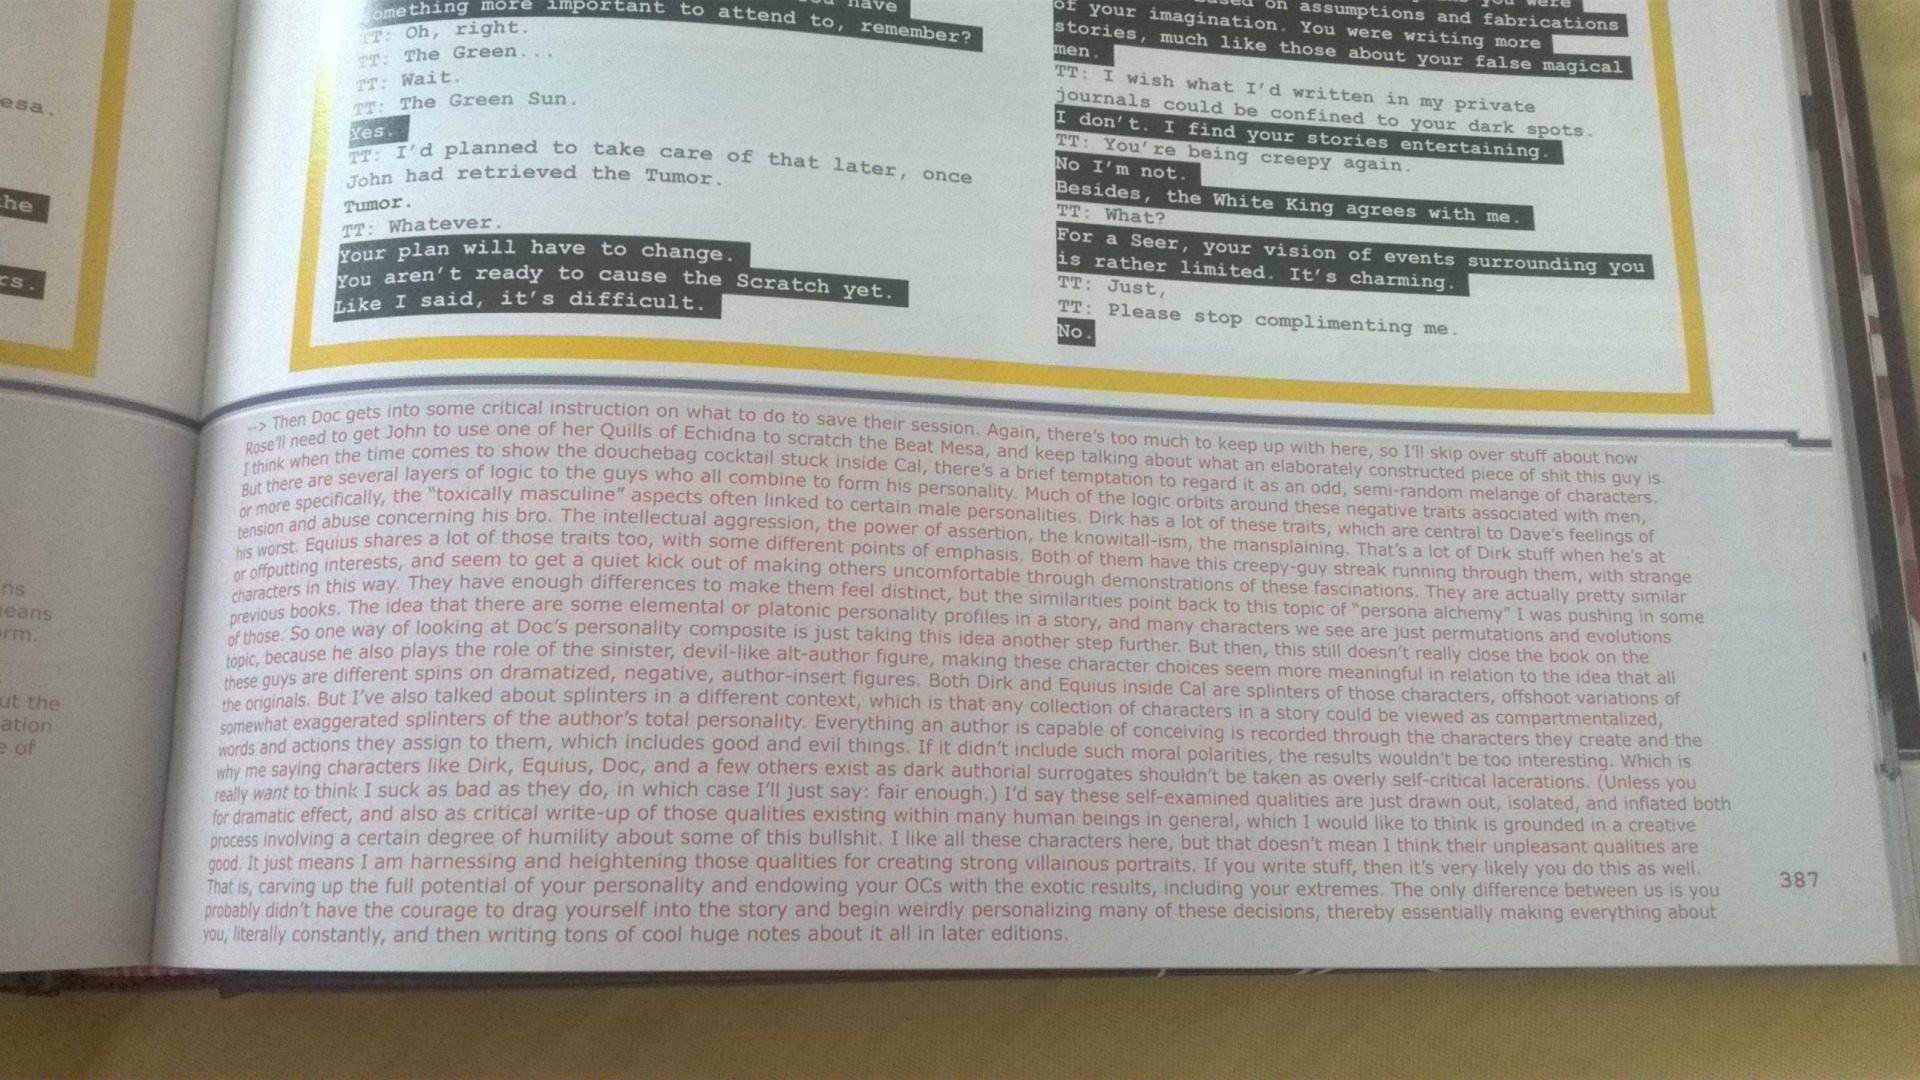 esa.
the
rs.
ns
eans
rm.
ut the
ation
e of
something more important to attend to, remember?
TT: Oh, right.
TT: The Green...
TT: Wait.
TT: The Green Sun.
Yes.
TT: I'd planned to take care of that later, once
John had retrieved the Tumor.
Tumor.
TT: Whatever.
Your plan will have to change.
You aren't ready to cause the Scratch yet.
Like I said, it's difficult.
on assumptions and fabrications
of your imagination. You were writing more
stories, much like those about your false magical
men.
TT: I wish what I'd written in my private
journals could be confined to your dark spots.
I don't. I find your stories entertaining.
TT: You're being creepy again.
No I'm not.
Besides, the White King agrees with me.
TT: What?
For a Seer, your vision of events surrounding you
is rather limited. It's charming.
TT: Just,
TT: Please stop complimenting me.
No.
--> Then Doc gets into some critical instruction on what to do to save their session. Again, there's too much to keep up with here, so I'll skip over stuff about how
Rose'll need to get John to use one of her Quills of Echidna to scratch the Beat Mesa, and keep talking about what an elaborately constructed piece of shit this guy is.
I think when the time comes to show the douchebag cocktail stuck inside Cal, there's a brief temptation to regard it as an odd, semi-random melange of characters.
But there are several layers of logic to the guys who all combine to form his personality. Much of the logic orbits around these negative traits associated with men,
or more specifically, the "toxically masculine" aspects often linked to certain male personalities. Dirk has a lot of these traits, which are central to Dave's feelings of
tension and abuse concerning his bro. The intellectual aggression, the power of assertion, the knowitall-ism, the mansplaining. That's a lot of Dirk stuff when he's at
his worst. Equius shares a lot of those traits too, with some different points of emphasis. Both of them have this creepy-guy streak running through them, with strange
or offputting interests, and seem to get a quiet kick out of making others uncomfortable through demonstrations of these fascinations. They are actually pretty similar
characters in this way. They have enough differences to make them feel distinct, but the similarities point back to this topic of "persona alchemy" I was pushing in some
previous books. The idea that there are some elemental or platonic personality profiles in a story, and many characters we see are just permutations and evolutions
of those. So one way of looking at Doc's personality composite is just taking this idea another step further. But then, this still doesn't really close the book on the
topic, because he also plays the role of the sinister, devil-like alt-author figure, making these character choices seem more meaningful in relation to the idea that all
these guys are different spins on dramatized, negative, author-insert figures. Both Dirk and Equius inside Cal are splinters of those characters, offshoot variations of
the originals. But I've also talked about splinters in a different context, which is that any collection of characters in a story could be viewed as compartmentalized,
somewhat exaggerated splinters of the author's total personality. Everything an author is capable of conceiving is recorded through the characters they create and the
words and actions they assign to them, which includes good and evil things. If it didn't include such moral polarities, the results wouldn't be too interesting. Which is
why me saying characters like Dirk, Equius, Doc, and a few others exist as dark authorial surrogates shouldn't be taken as overly self-critical lacerations. (Unless you
really want to think I suck as bad as they do, in which case I'll just say: fair enough.) I'd say these self-examined qualities are just drawn out, isolated, and inflated both
for dramatic effect, and also as critical write-up of those qualities existing within many human beings in general, which I would like to think is grounded in a creative
process involving a certain degree of humility about some of this bullshit. I like all these characters here, but that doesn't mean I think their unpleasant qualities are
good. It just means I am harnessing and heightening those qualities for creating strong villainous portraits. If you write stuff, then it's very likely you do this as well.
That is, carving up the full potential of your personality and endowing your OCs with the exotic results, including your extremes. The only difference between us is you
probably didn't have the courage to drag yourself into the story and begin weirdly personalizing many of these decisions, thereby essentially making everything about
you, literally constantly, and then writing tons of cool huge notes about it all in later editions.
387